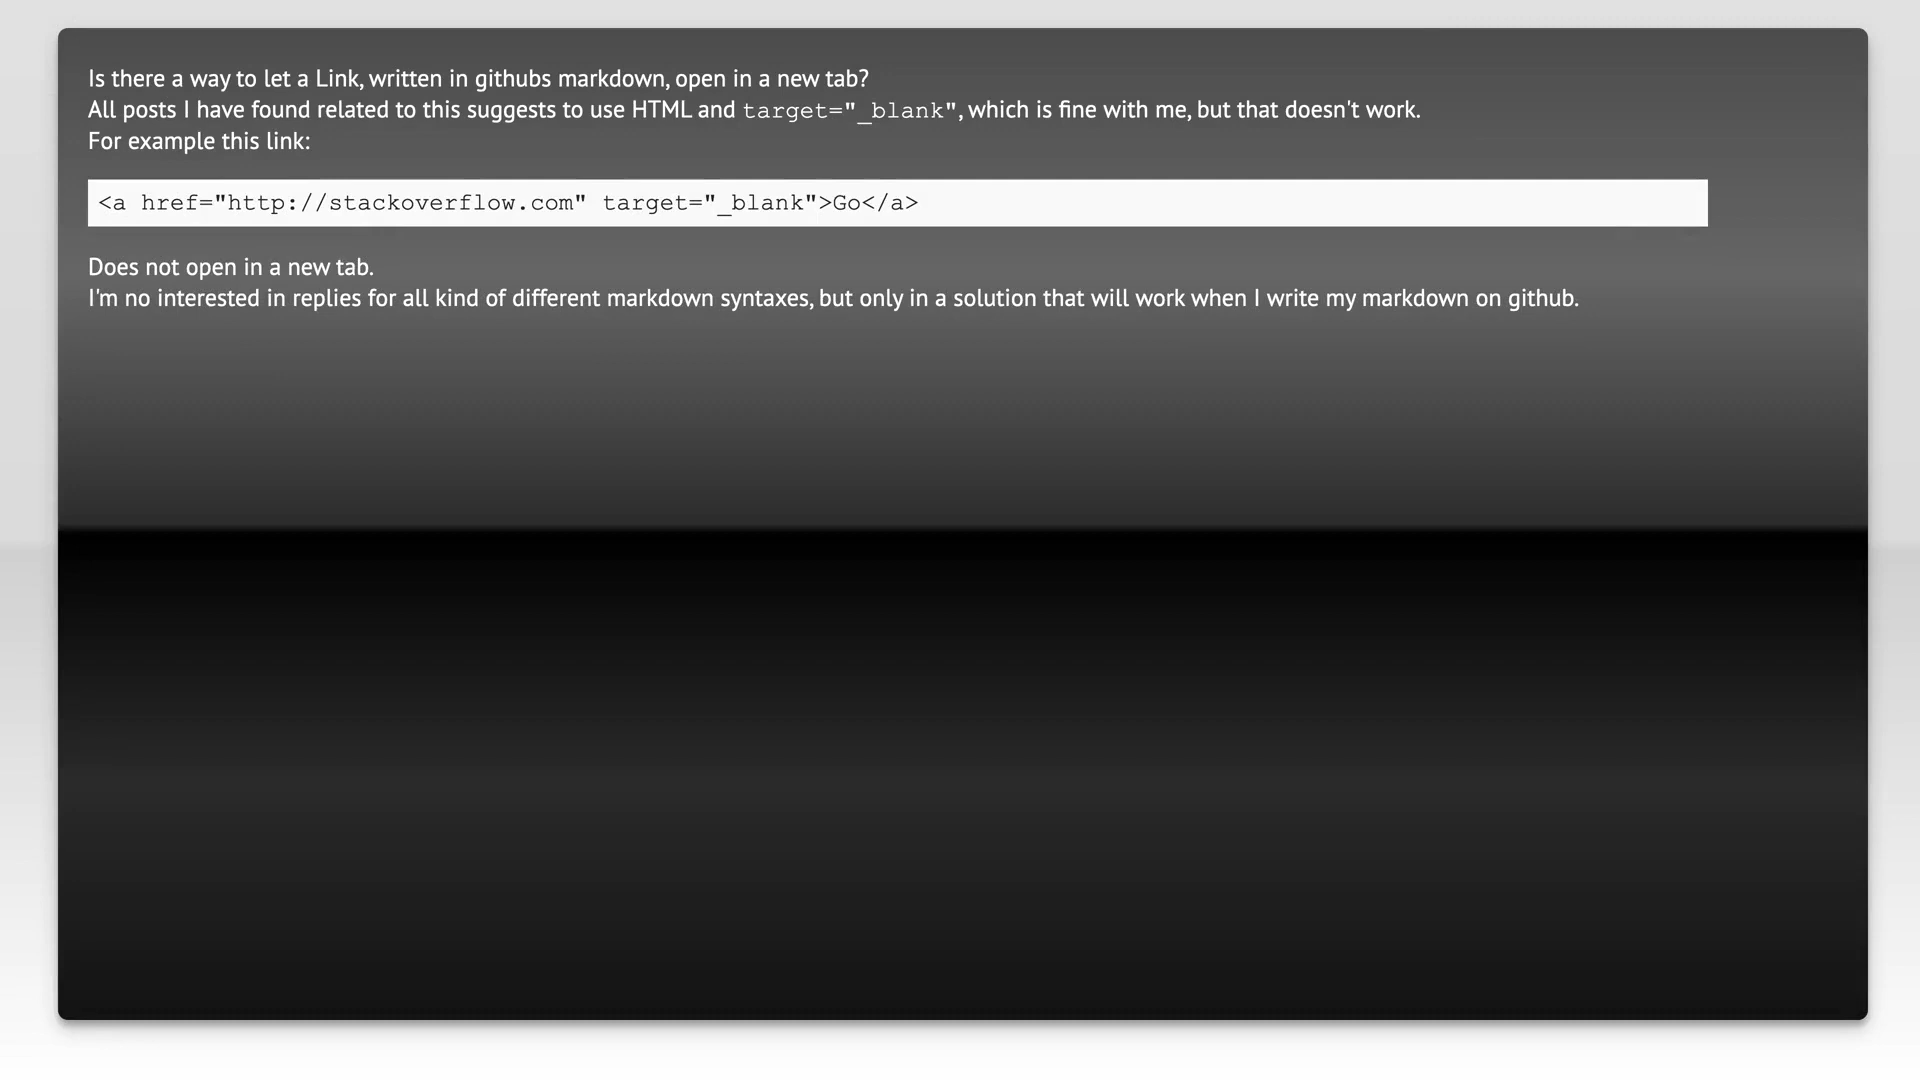 Is there a way to let a Link, written in githubs markdown, open in a new tab?
All posts I have found related to this suggests to use HTML and target="_blank", which is fine with me, but that doesn't work.
For example this link:
<a href="http://stackoverflow.com" target="_blank">Go</a>
Does not open in a new tab.
I'm no interested in replies for all kind of different markdown syntaxes, but only in a solution that will work when I write my markdown on github.